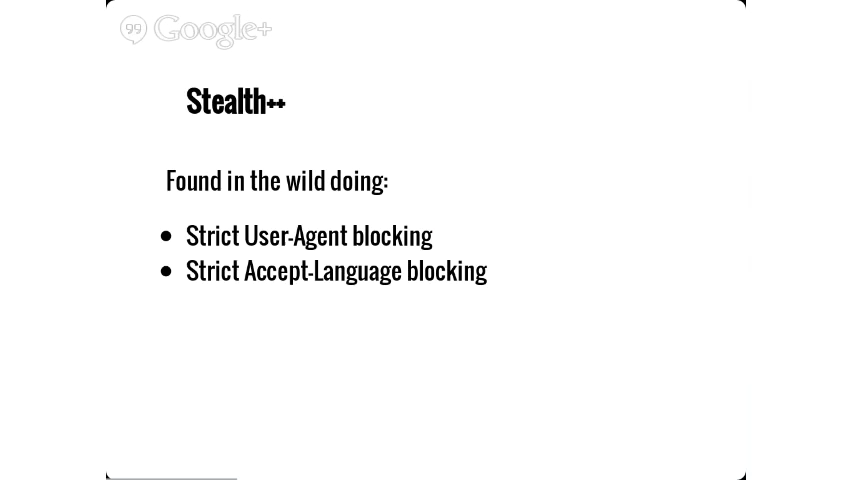 Google+
Stealth++
Found in the wild doing:
• Strict User-Agent blocking
• Strict Accept-Language blocking